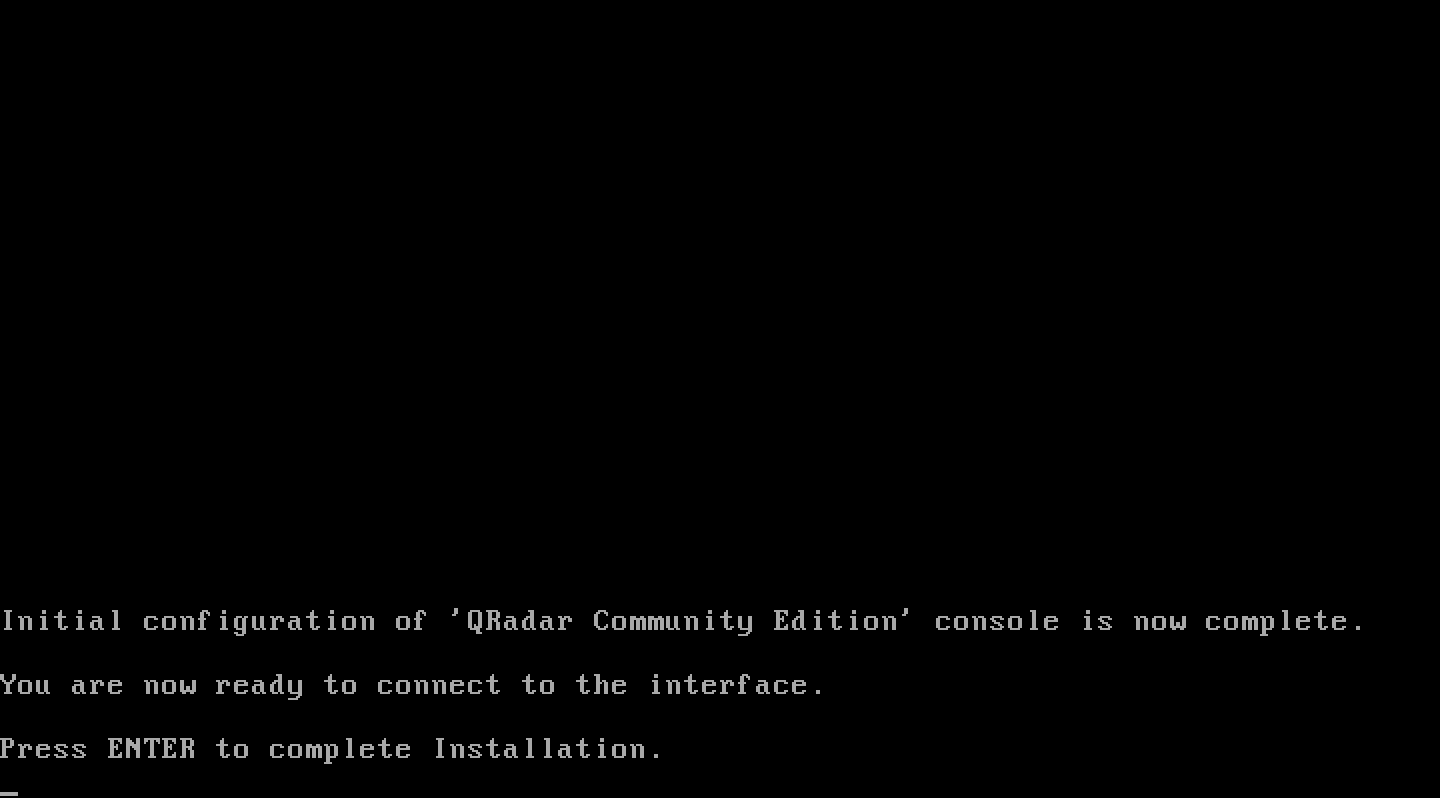 Initial configuration of 'QRadar Community Edition' console is now complete.
You are now ready to connect to the interface.
Press ENTER to complete Installation.